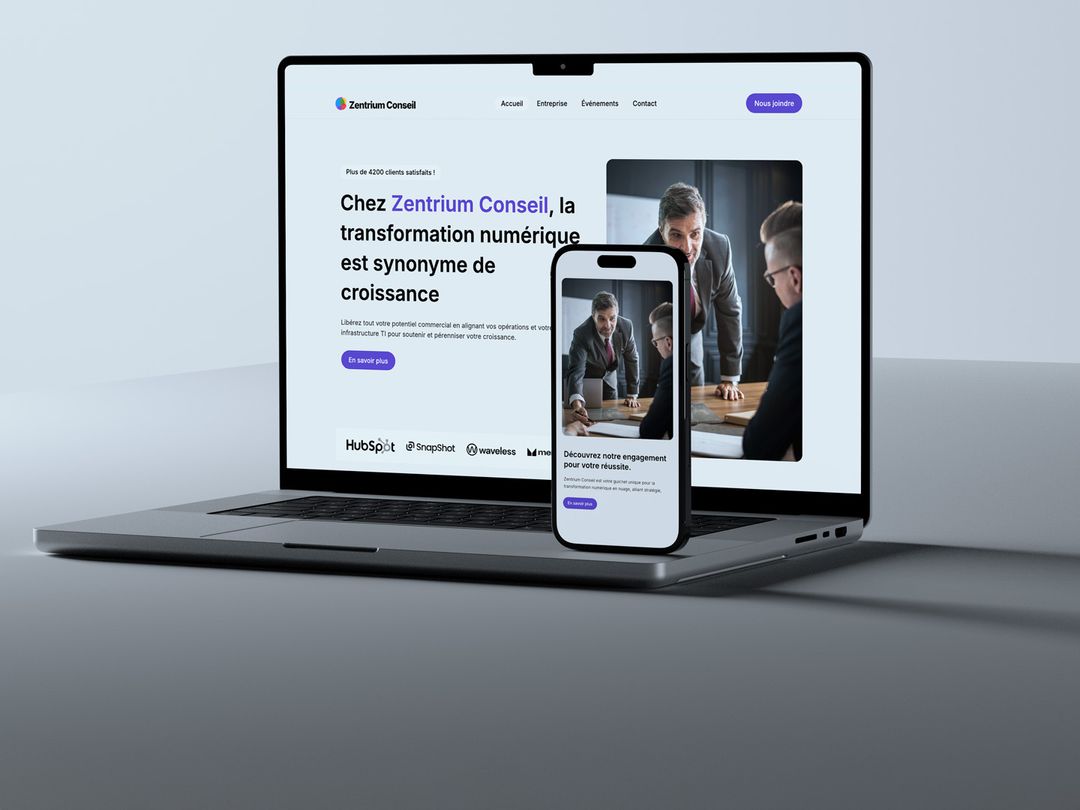 Zentrium Conseil
Accueil
Entreprise
Événements
Contact
Nous joindre
Plus de 4200 clients satisfaits !
Chez Zentrium Conseil, la
transformation numérique
est synonyme de
croissance
Libérez tout votre potentiel commercial en alignant vos opérations et votre
infrastructure TI pour soutenir et pérenniser votre croissance.
En savoir plus
HubSpot
SnapShot
waveless
Découvrez notre engagement
pour votre réussite.
Zentrium Conseil est votre guichet unique pour la
transformation numérique en nuage, alliant stratégie,
En savoir plus